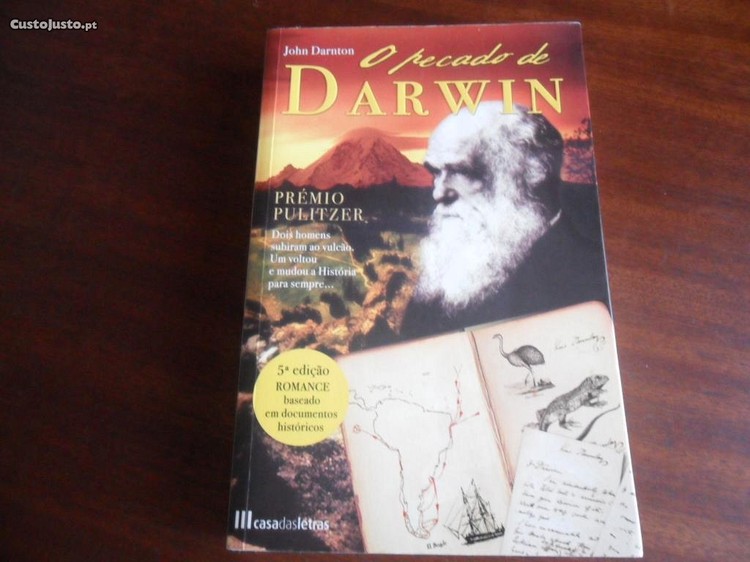 CustoJusto.pt
John Darnton
O pecado de
DARWIN
PRÉMIO
PULITZER
Dois homens
subiram ao vulcão.
Um voltou
e mudou a História
para sempre...
5ª edição
ROMANCE
baseado
em documentos
históricos
casadasletras